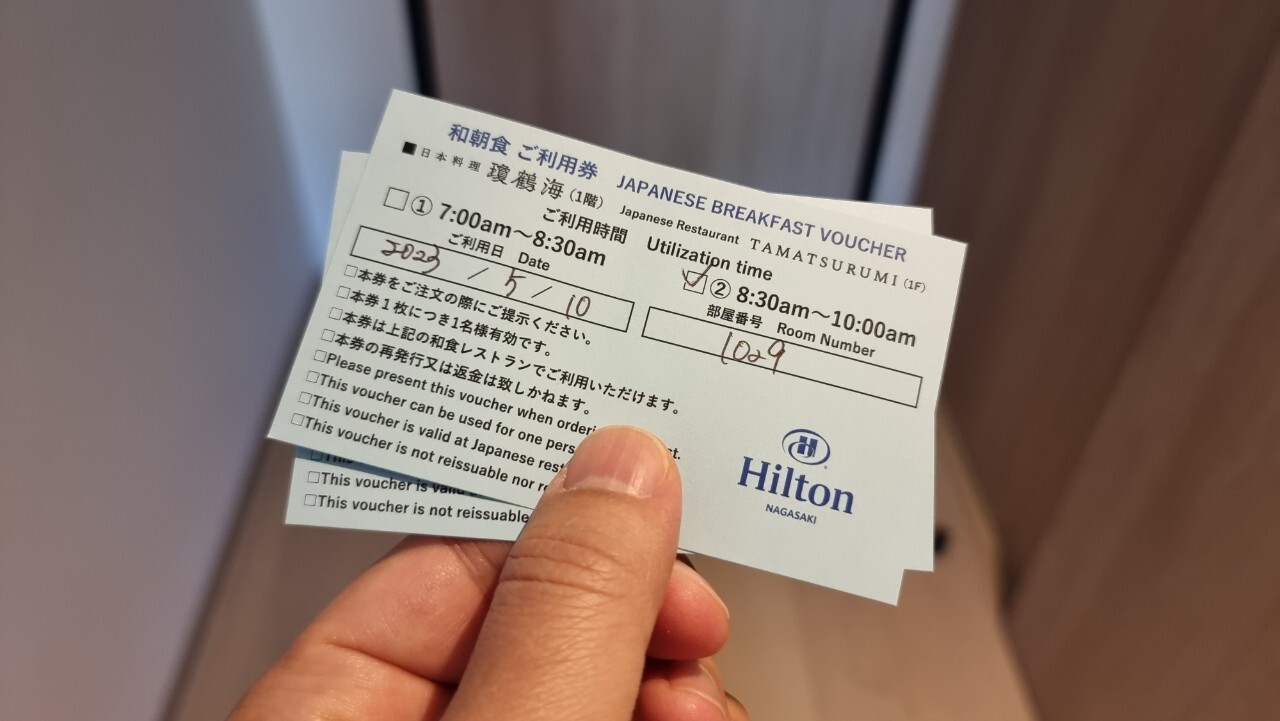 和朝食 ご利用券 JAPANESE BREAKFAST VOUCHER
■日本料理 瓊鶴海 (1階) Japanese Restaurant TAMATSURUMI (1F)
ご利用時間 Utilization time
□① 7:00am～8:30am ☑② 8:30am～10:00am
ご利用日 Date 部屋番号 Room Number
2023 / 5 / 10 1029
□本券をご注文の際にご提示ください。
□本券1枚につき1名様有効です。
□本券は上記の和食レストランでご利用いただけます。
□本券の再発行又は返金は致しかねます。
□Please present this voucher when
□This voucher can be used for one
□This voucher is valid at Japanese
□This voucher is not reissuable nor
Hilton
NAGASAKI
□This voucher is valid
□This voucher is not reissuable